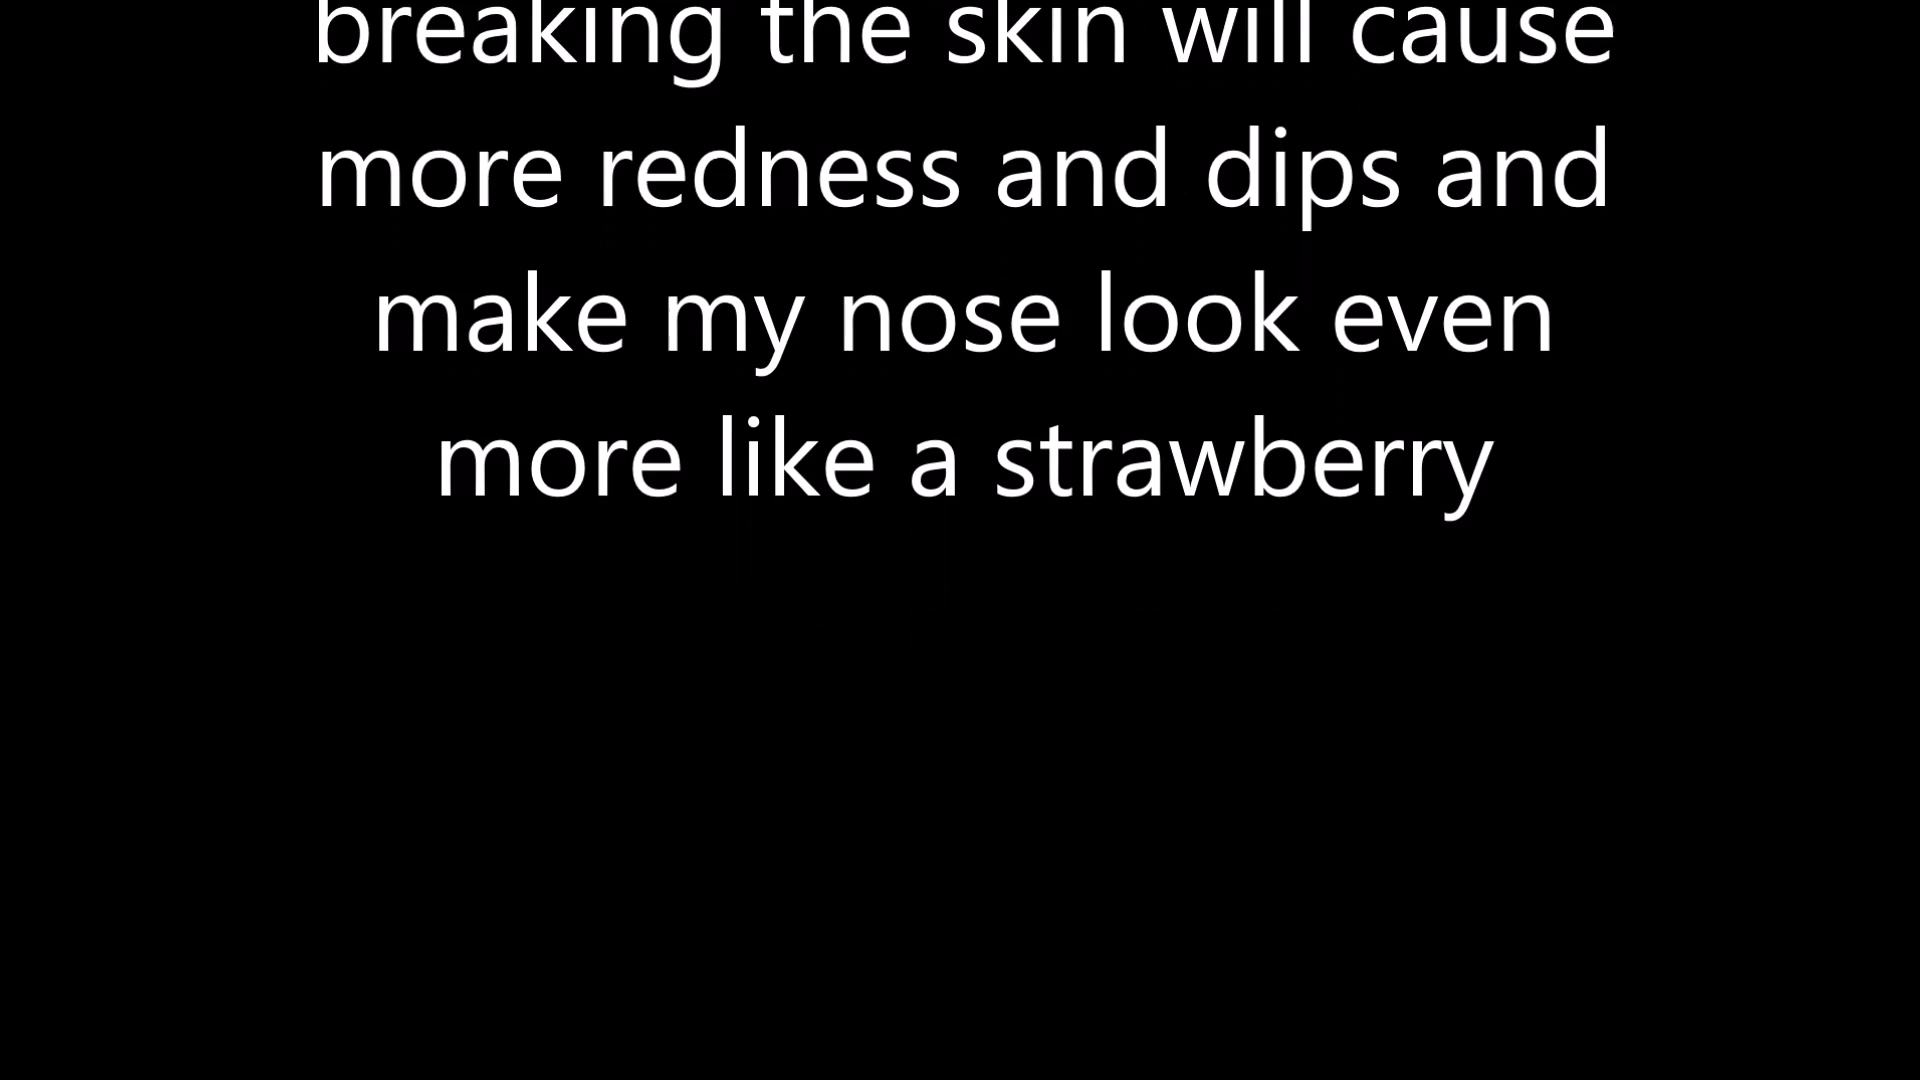 breaking the skin will cause
more redness and dips and
make my nose look even
more like a strawberry